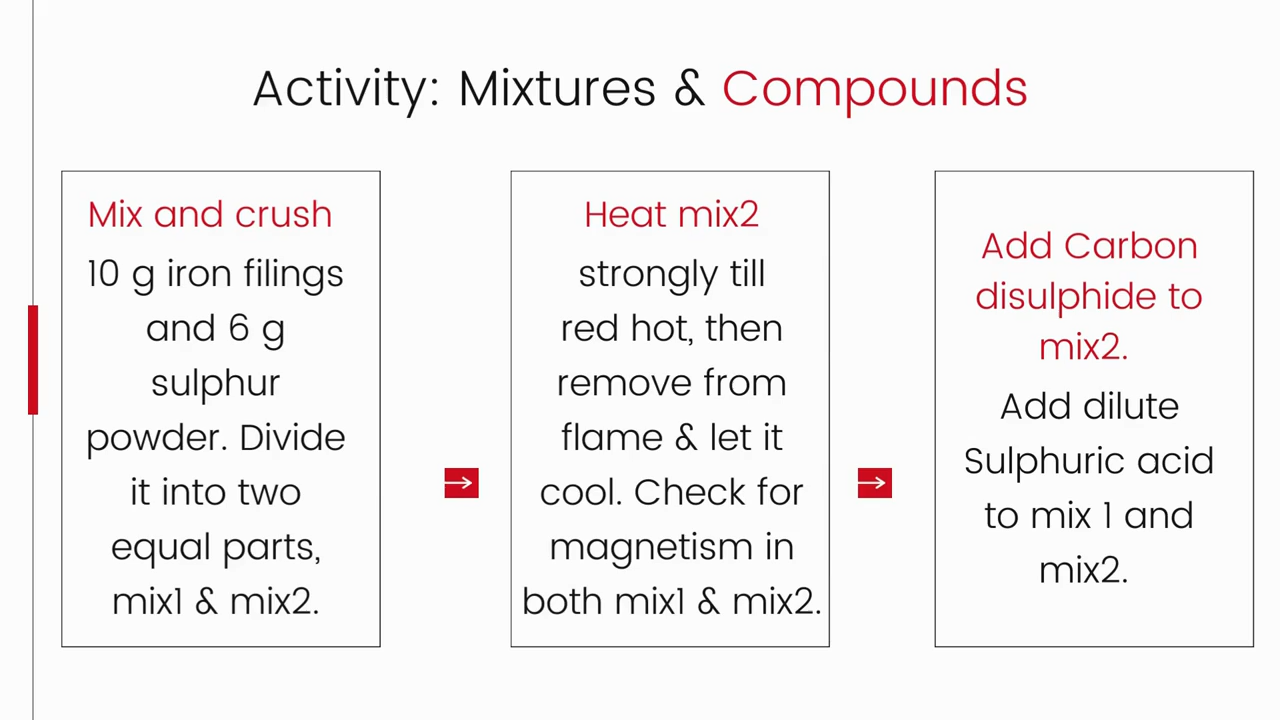 Activity: Mixtures & Compounds
Mix and crush
10 g iron filings
and 6 g
sulphur
powder. Divide
it into two
equal parts,
mix1 & mix2.
Heat mix2
strongly till
red hot, then
remove from
flame & let it
cool. Check for
magnetism in
both mix1 & mix2.
Add Carbon
disulphide to
mix2.
Add dilute
Sulphuric acid
to mix 1 and
mix2.